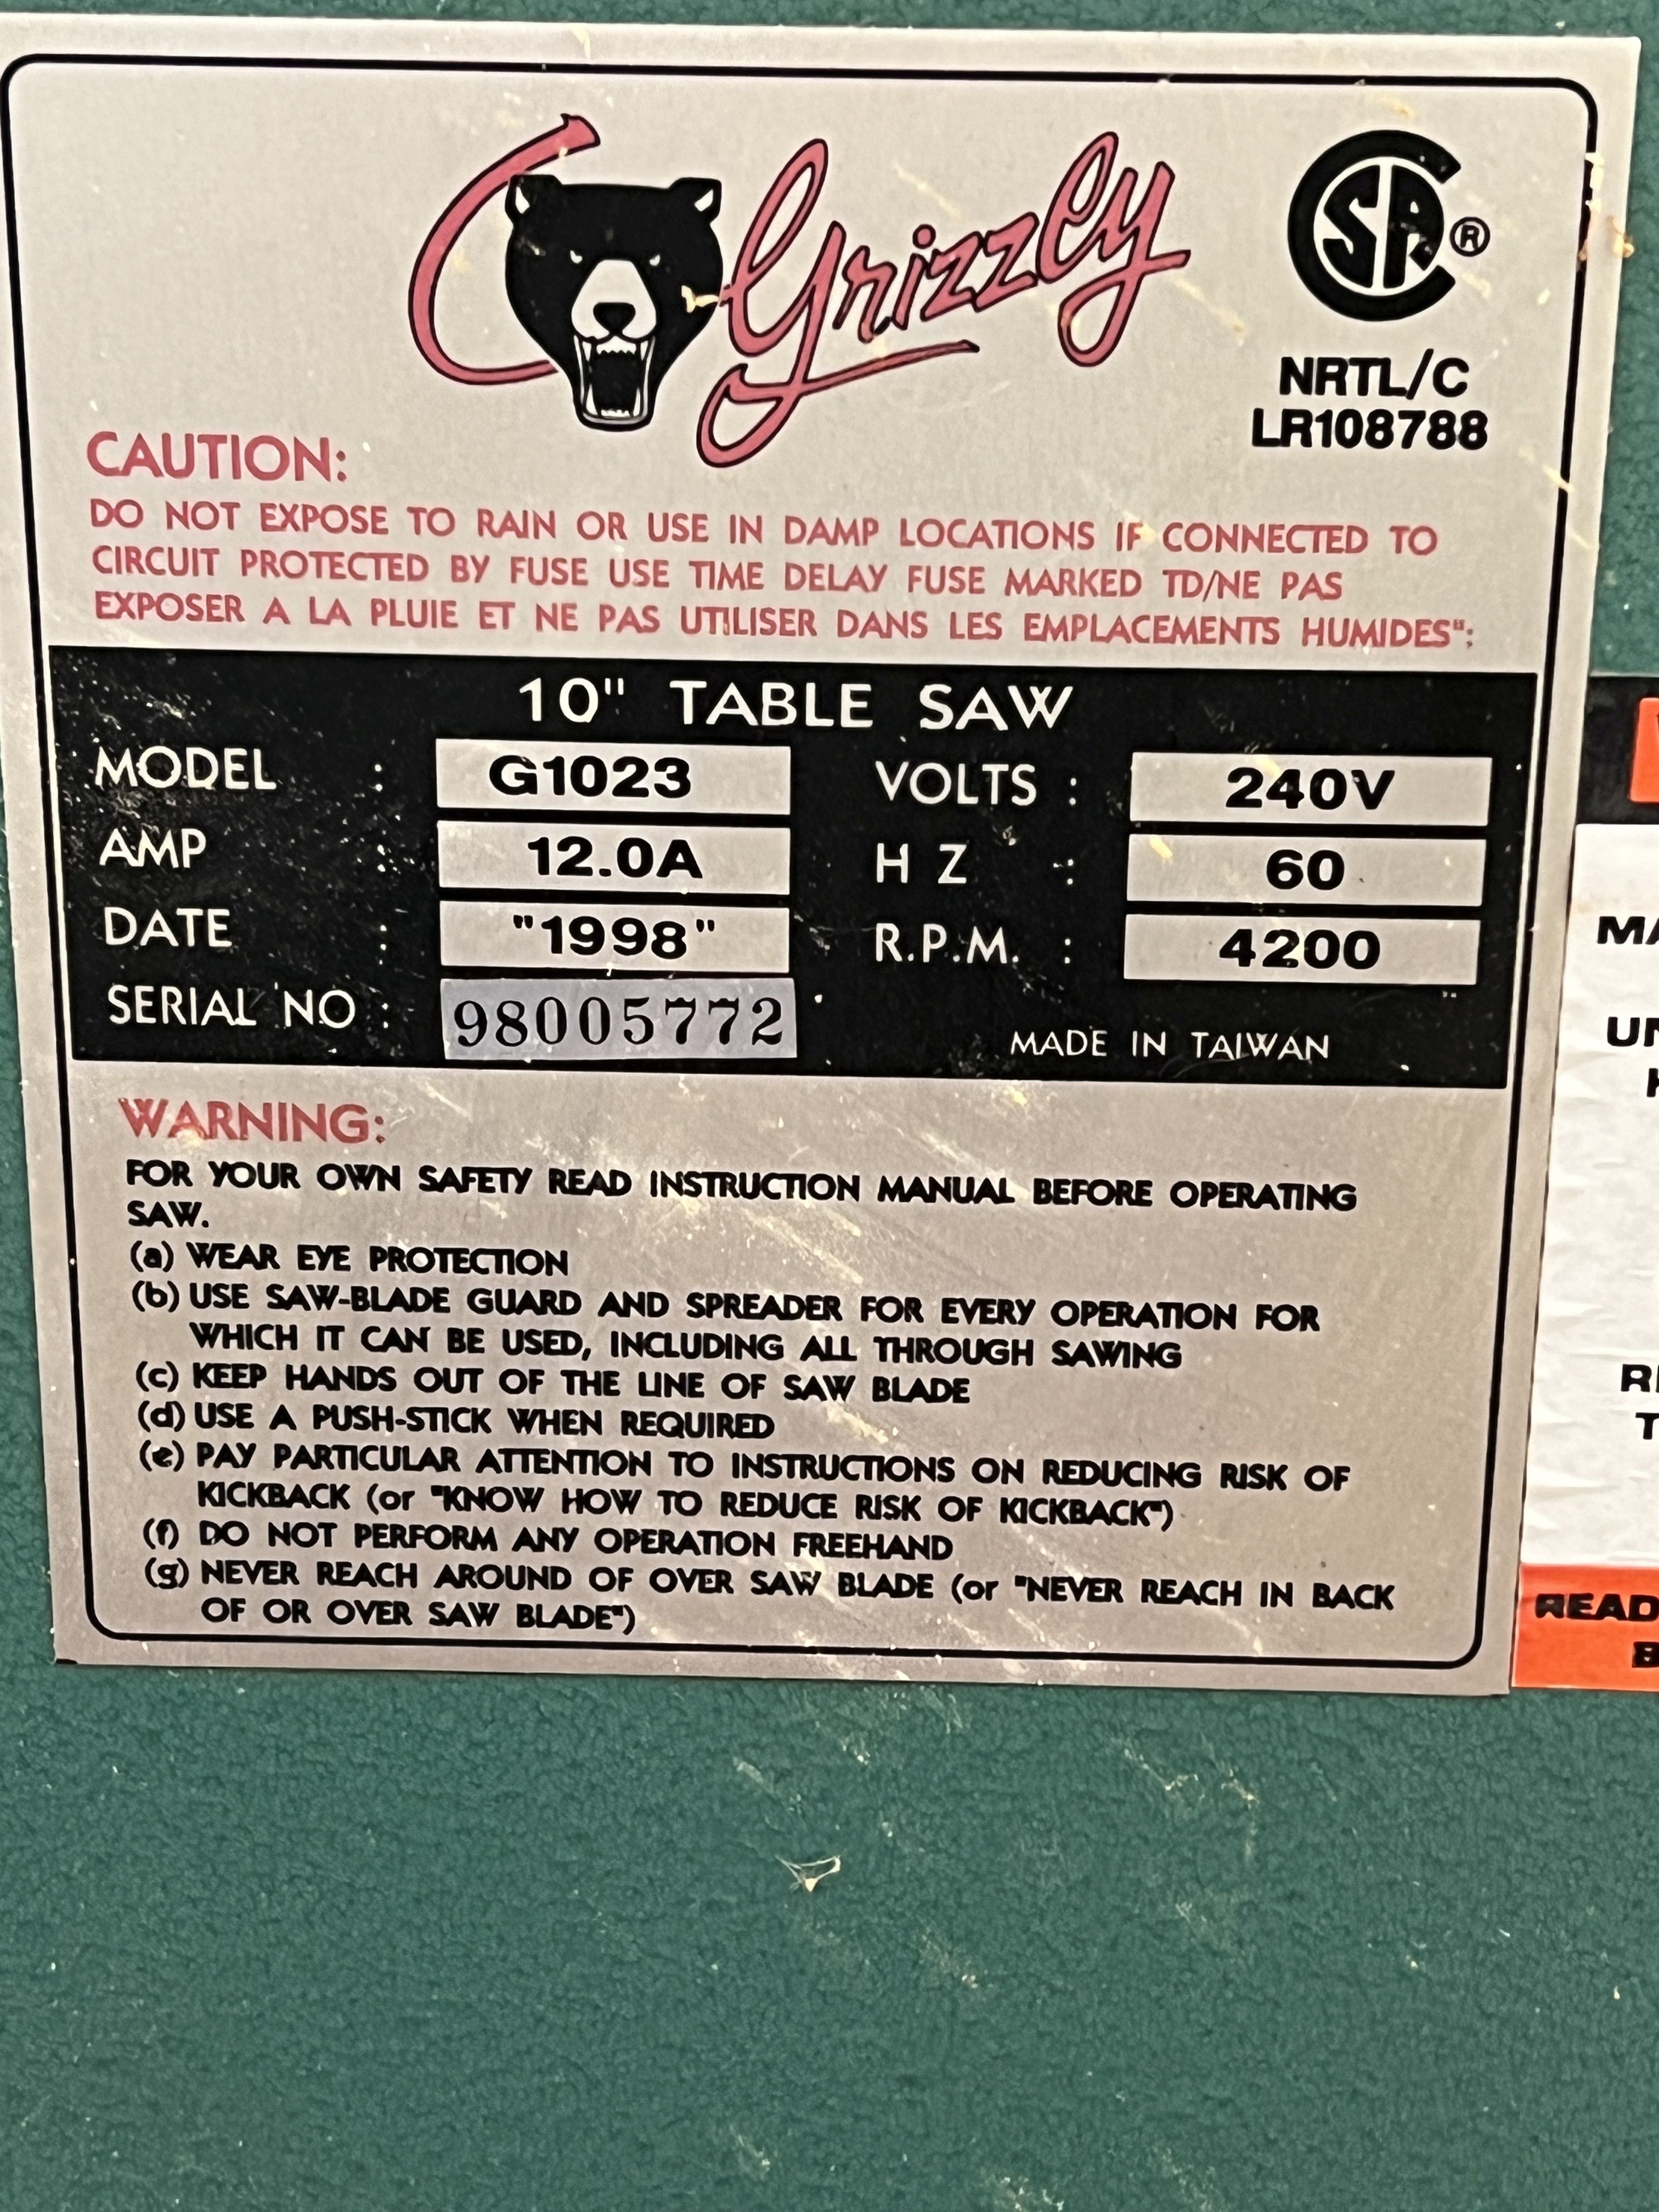 Grizzly
CSA®
NRTL/C
LR108788
CAUTION:
DO NOT EXPOSE TO RAIN OR USE IN DAMP LOCATIONS IF CONNECTED TO
CIRCUIT PROTECTED BY FUSE USE TIME DELAY FUSE MARKED TD/NE PAS
EXPOSER A LA PLUIE ET NE PAS UTILISER DANS LES EMPLACEMENTS HUMIDES":
10" TABLE SAW
MODEL : G1023 VOLTS : 240V
AMP : 12.0A H Z : 60
DATE : "1998" R.P.M. : 4200
SERIAL NO : 98005772 MADE IN TAIWAN
WARNING:
FOR YOUR OWN SAFETY READ INSTRUCTION MANUAL BEFORE OPERATING
SAW.
(a) WEAR EYE PROTECTION
(b) USE SAW-BLADE GUARD AND SPREADER FOR EVERY OPERATION FOR
WHICH IT CAN BE USED, INCLUDING ALL THROUGH SAWING
(c) KEEP HANDS OUT OF THE LINE OF SAW BLADE
(d) USE A PUSH-STICK WHEN REQUIRED
(e) PAY PARTICULAR ATTENTION TO INSTRUCTIONS ON REDUCING RISK OF
KICKBACK (or "KNOW HOW TO REDUCE RISK OF KICKBACK")
(f) DO NOT PERFORM ANY OPERATION FREEHAND
(g) NEVER REACH AROUND OF OVER SAW BLADE (or "NEVER REACH IN BACK
OF OR OVER SAW BLADE")
READ